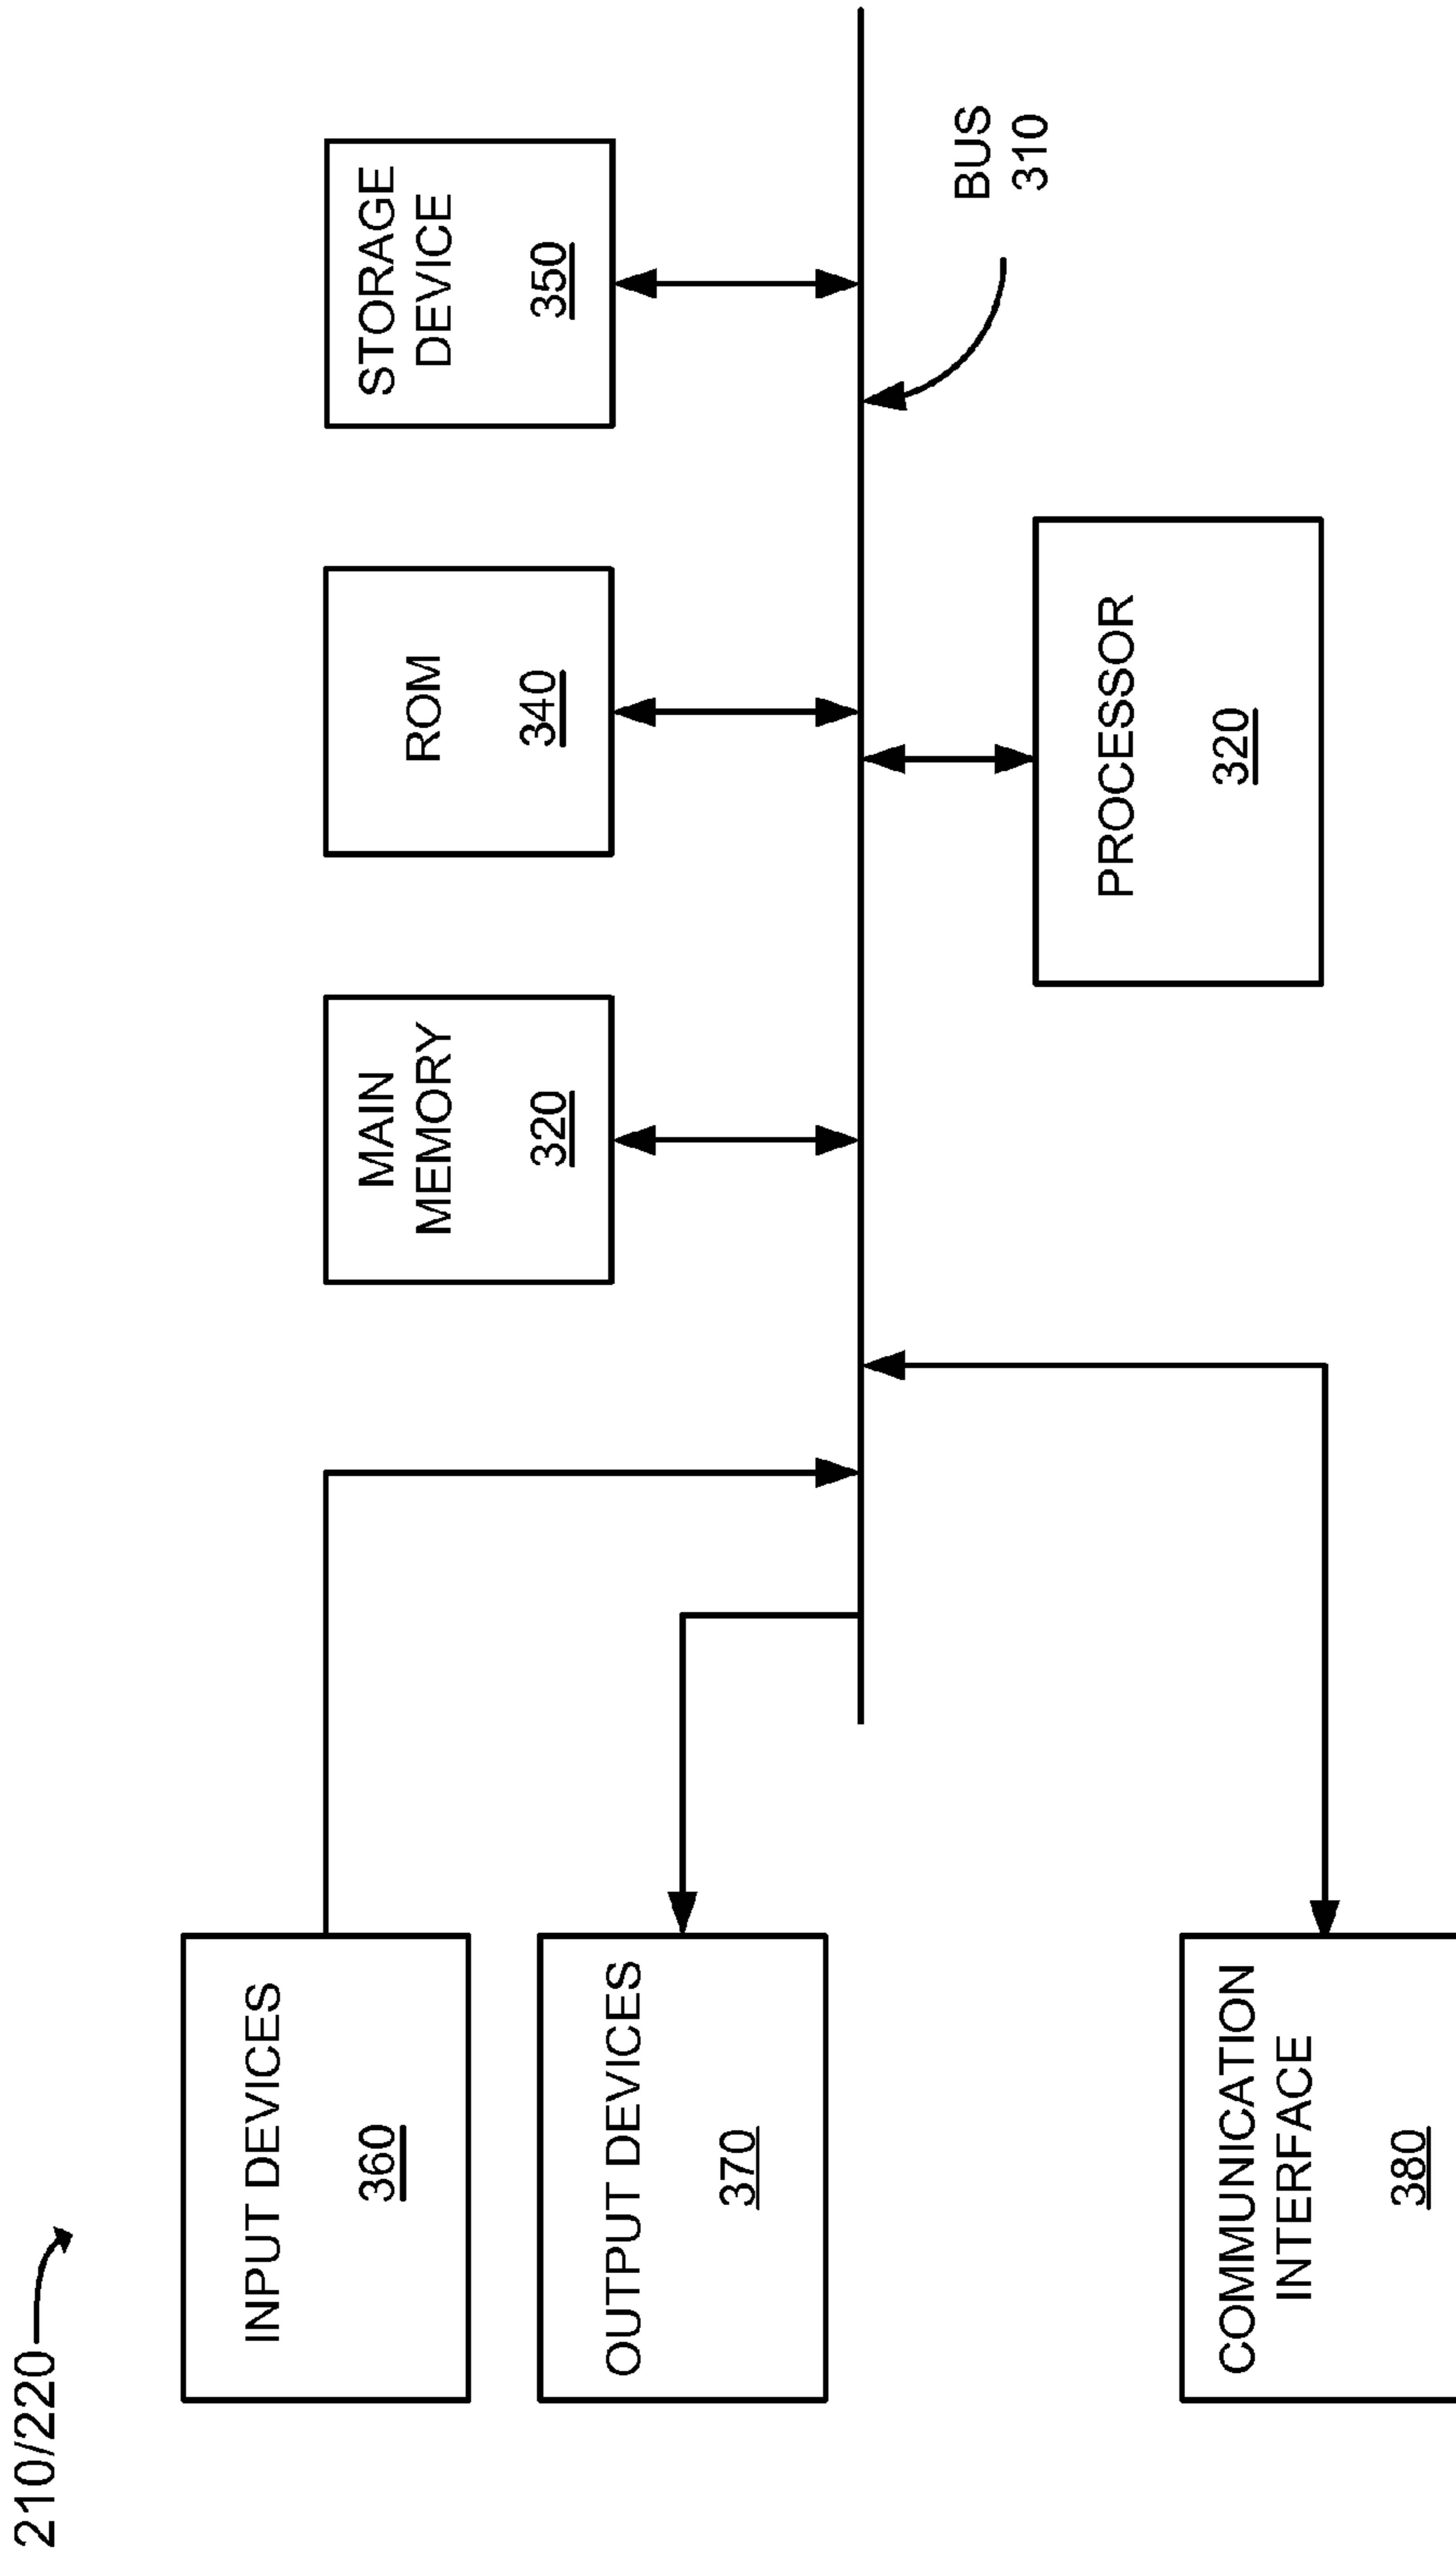 210/220
INPUT DEVICES
360
OUTPUT DEVICES
370
COMMUNICATION
INTERFACE
380
MAIN
MEMORY
320
ROM
340
STORAGE
DEVICE
350
PROCESSOR
320
BUS
310